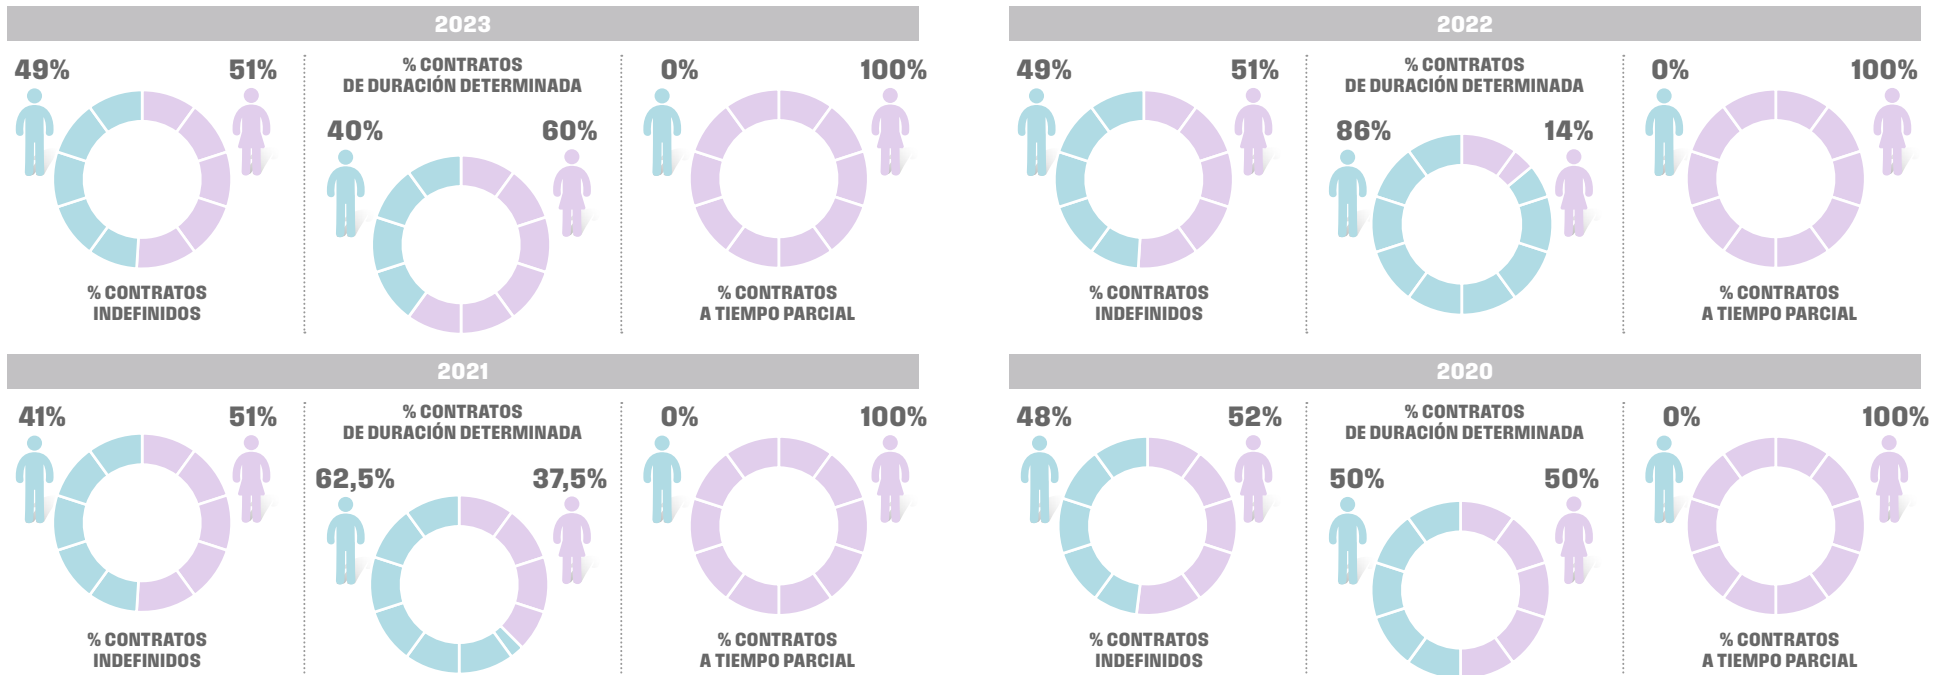 2023
49%
51%
% CONTRATOS
INDEFINIDOS
% CONTRATOS
DE DURACIÓN DETERMINADA
40%
60%
0%
100%
% CONTRATOS
A TIEMPO PARCIAL
2022
49%
51%
% CONTRATOS
INDEFINIDOS
% CONTRATOS
DE DURACIÓN DETERMINADA
86%
14%
0%
100%
% CONTRATOS
A TIEMPO PARCIAL
2021
41%
51%
% CONTRATOS
INDEFINIDOS
% CONTRATOS
DE DURACIÓN DETERMINADA
62,5%
37,5%
0%
100%
% CONTRATOS
A TIEMPO PARCIAL
2020
48%
52%
% CONTRATOS
INDEFINIDOS
% CONTRATOS
DE DURACIÓN DETERMINADA
50%
50%
0%
100%
% CONTRATOS
A TIEMPO PARCIAL